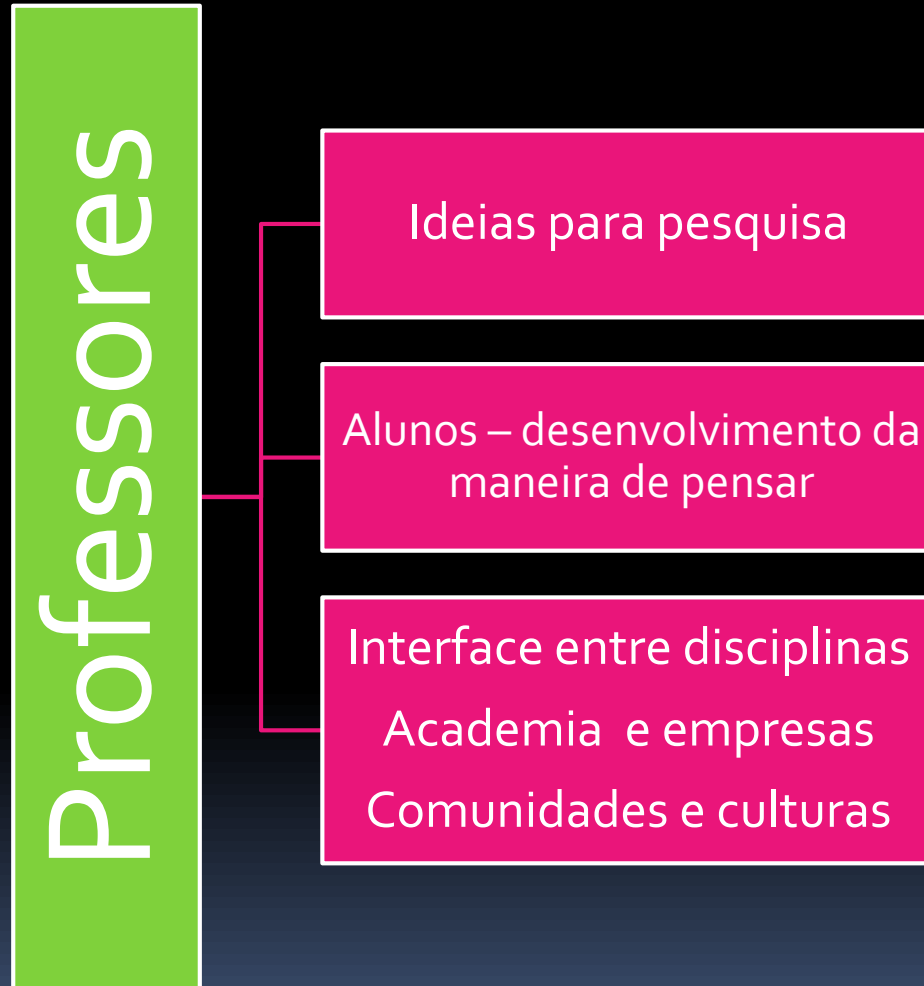 Professores
Ideias para pesquisa
Alunos – desenvolvimento da
maneira de pensar
Interface entre disciplinas
Academia e empresas
Comunidades e culturas